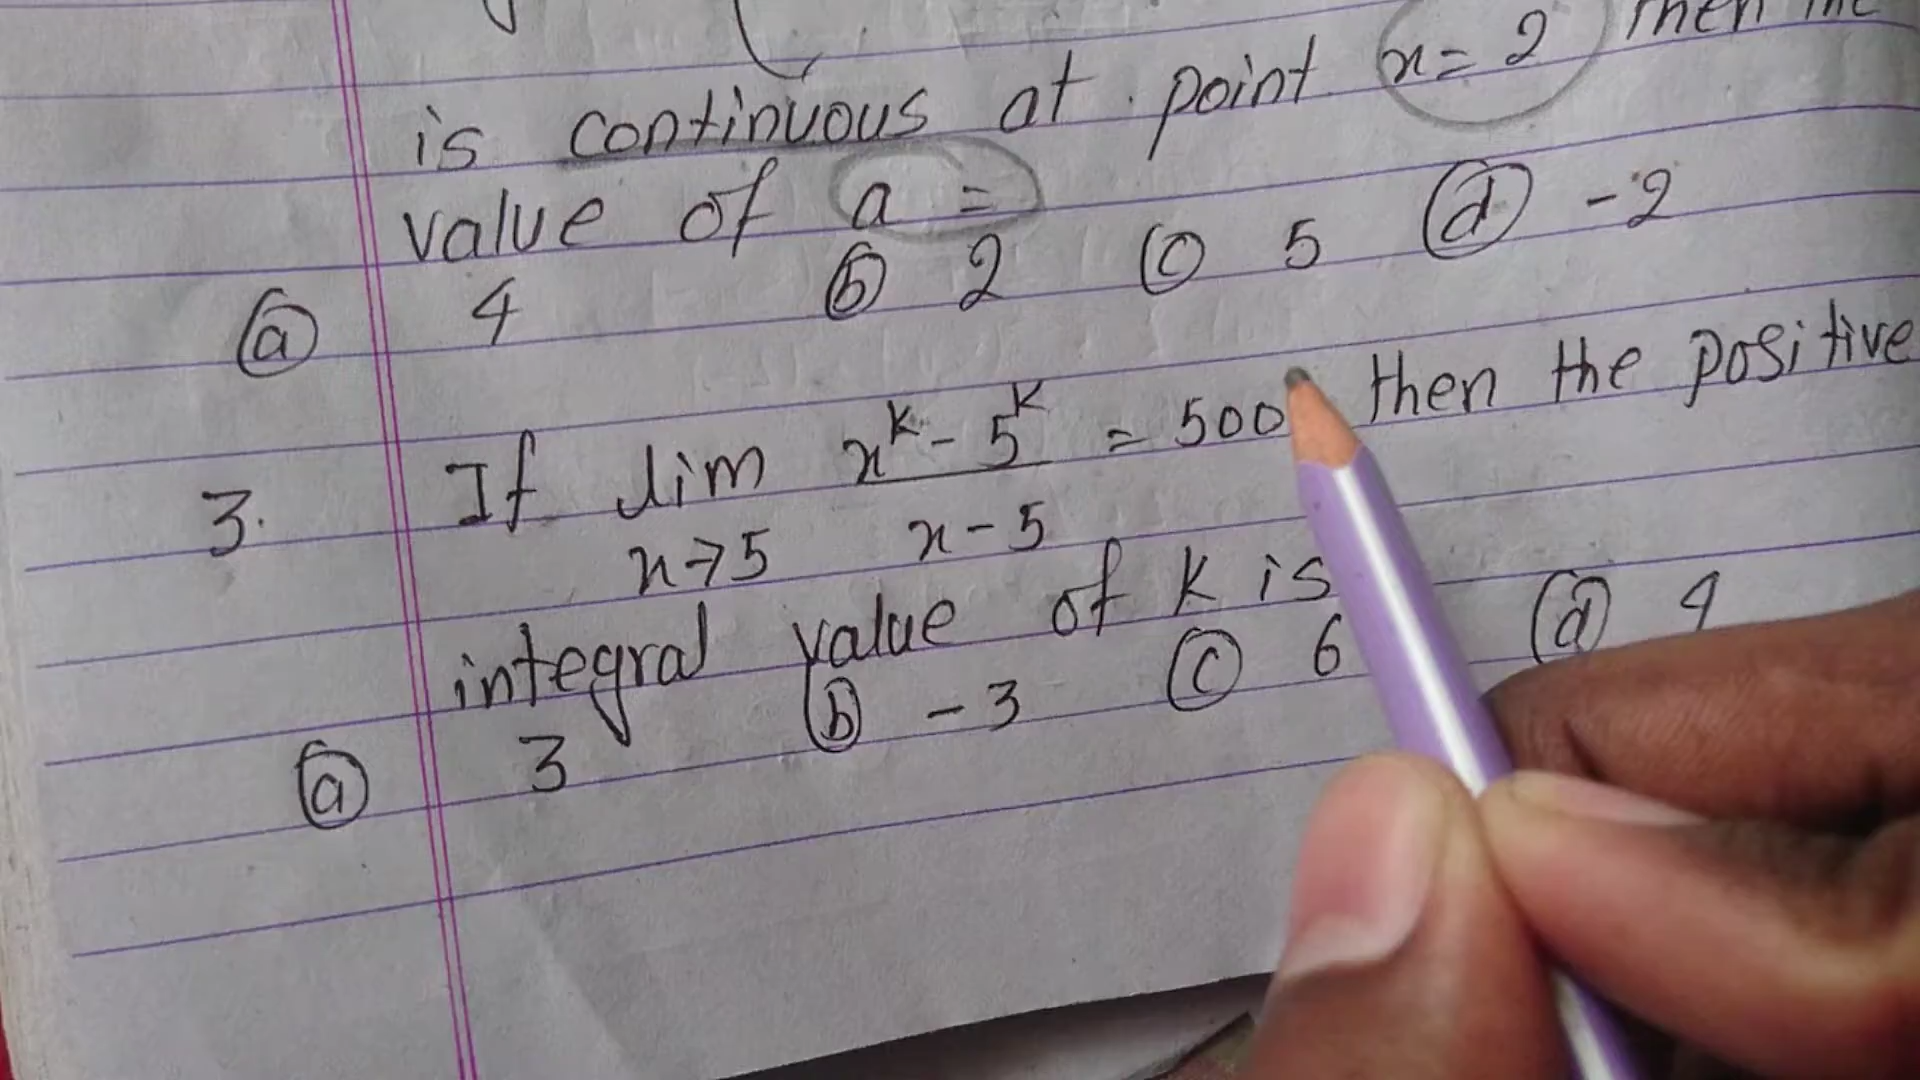 x = 2 Then the
is continuous at point
value of a =
(a) 4 (b) 2 (c) 5 (d) -2
3. If lim x→5 (x^k - 5^k)/(x - 5) = 500 then the positive
integral value of k is
(a) 3 (b) -3 (c) 6 (d) 4